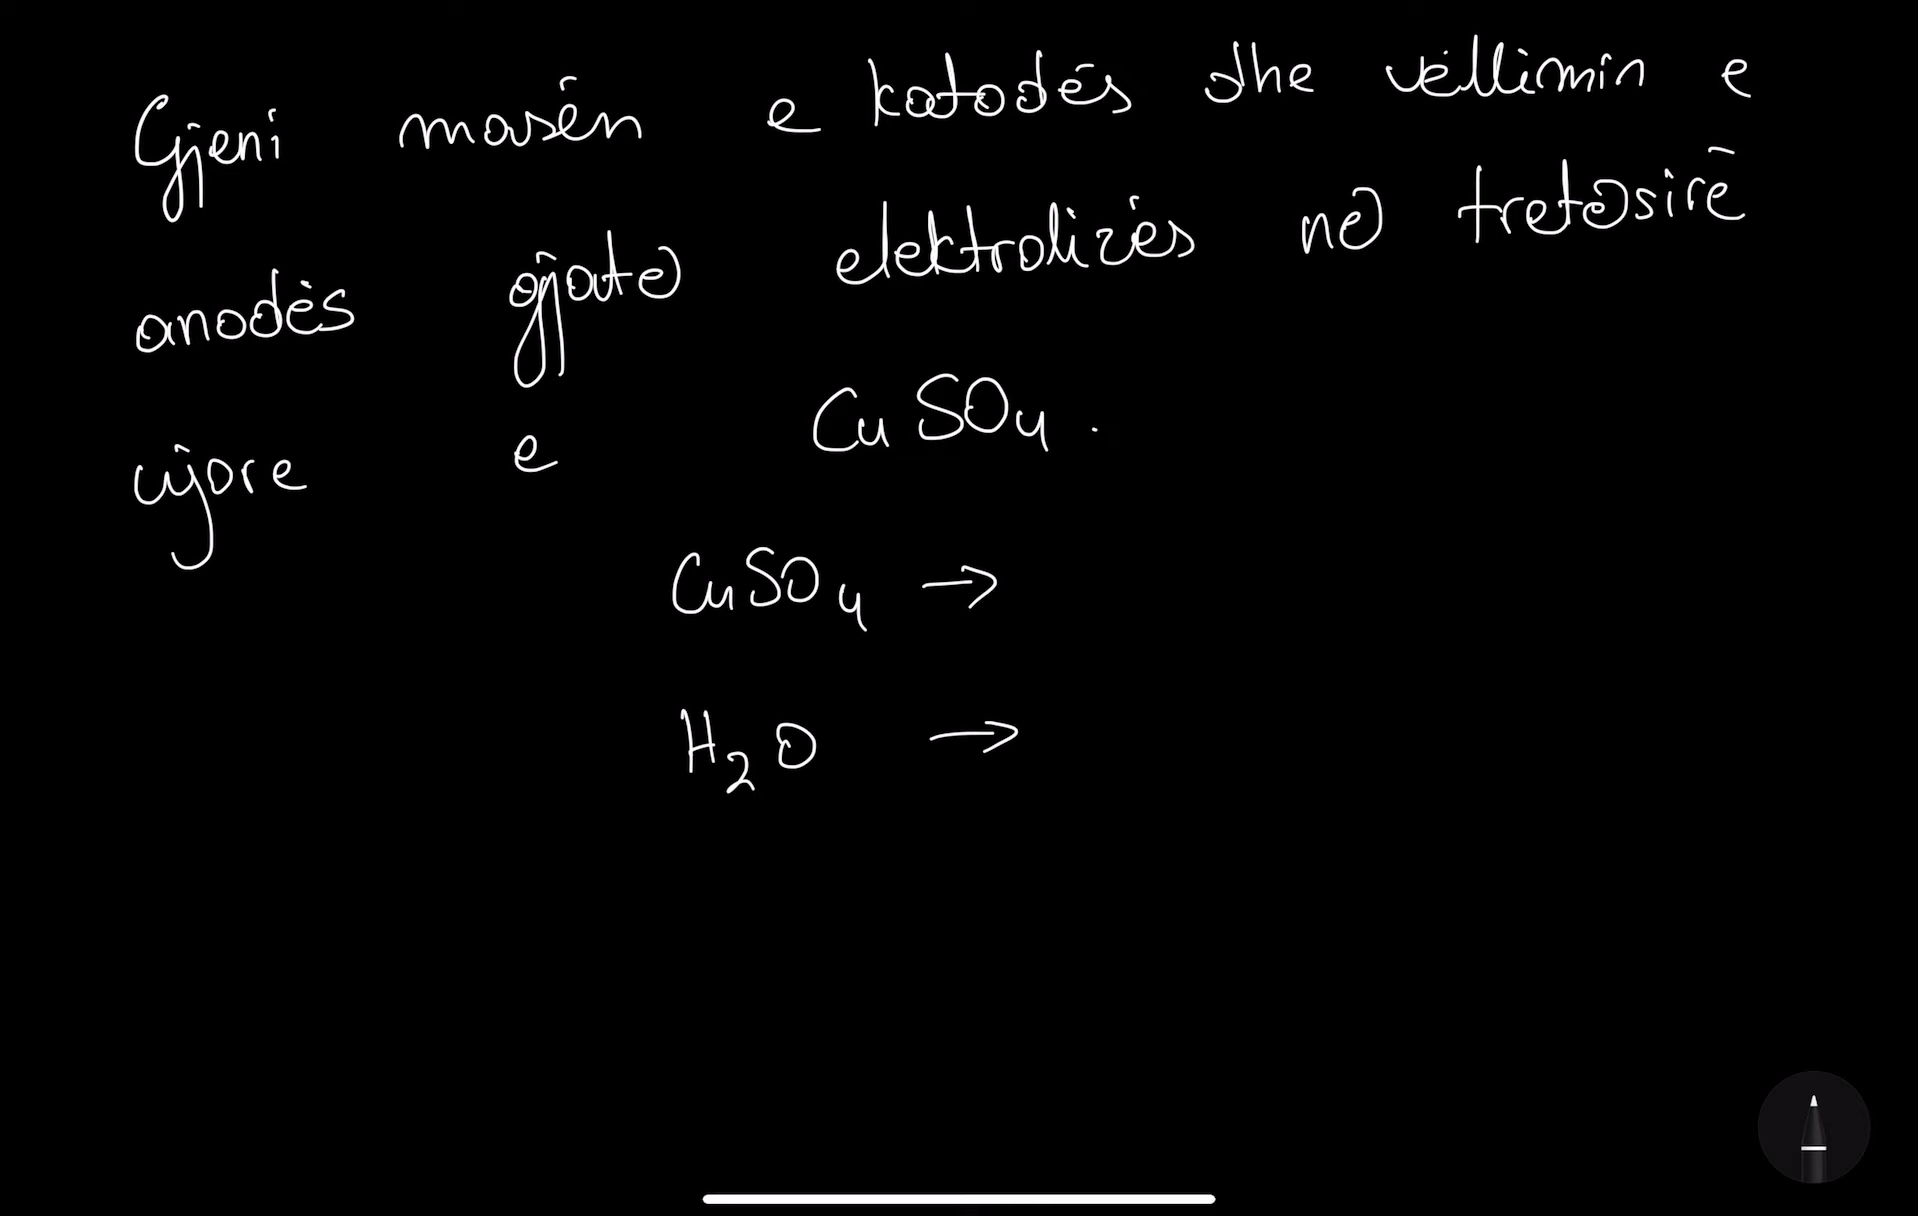 Gjeni masën e katodës dhe vëllimin e
anodës gjatë elektrolizës në tretësirë
ujore e CuSO₄.
CuSO₄ →
H₂O →